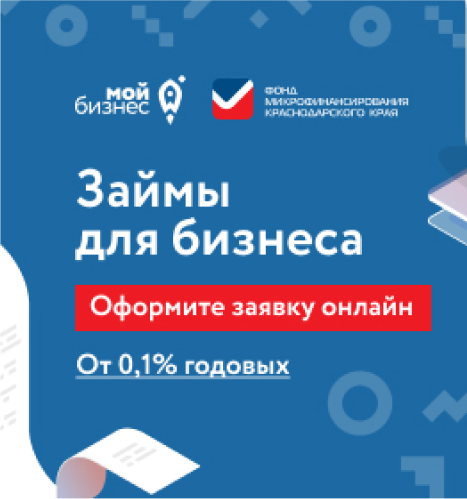 мой
бизнес
ФОНД
МИКРОФИНАНСИРОВАНИЯ
КРАСНОДАРСКОГО КРАЯ
Займы
для бизнеса
Оформите заявку онлайн
От 0,1% годовых